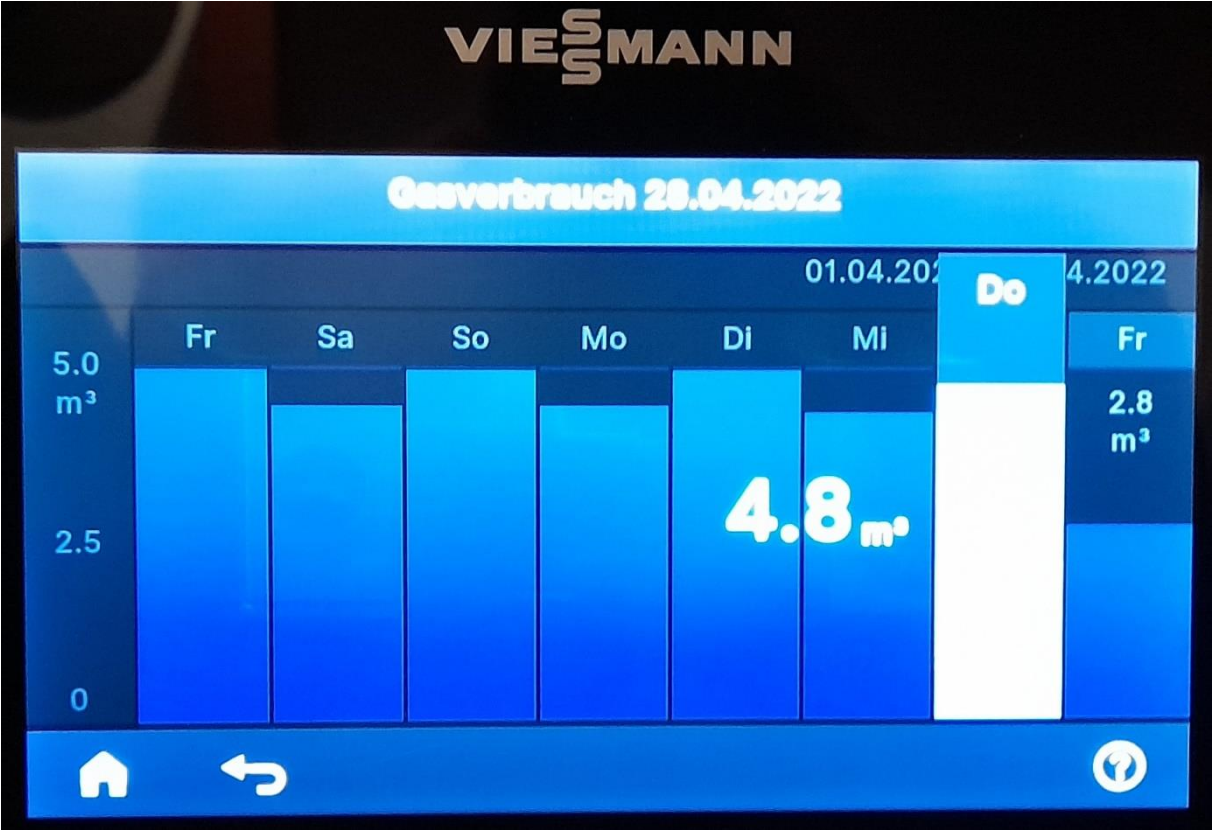 VIESSMANN
Gasverbrauch 28.04.2022
01.04.202 4.2022
Do
Fr Sa So Mo Di Mi Fr
5.0
m³
2.8
m³
4.8 m³
2.5
0